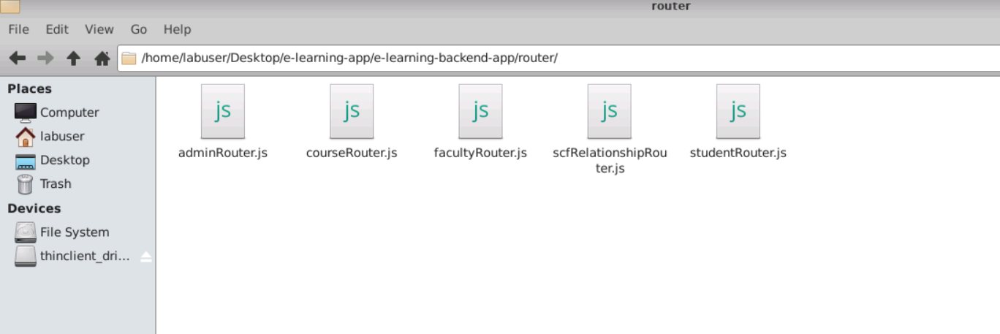 router
File Edit View Go Help
/home/labuser/Desktop/e-learning-app/e-learning-backend-app/router/
Places
Computer
labuser
Desktop
Trash
Devices
File System
thinclient_dri...
js js js js js
adminRouter.js courseRouter.js facultyRouter.js scfRelationshipRou studentRouter.js
ter.js